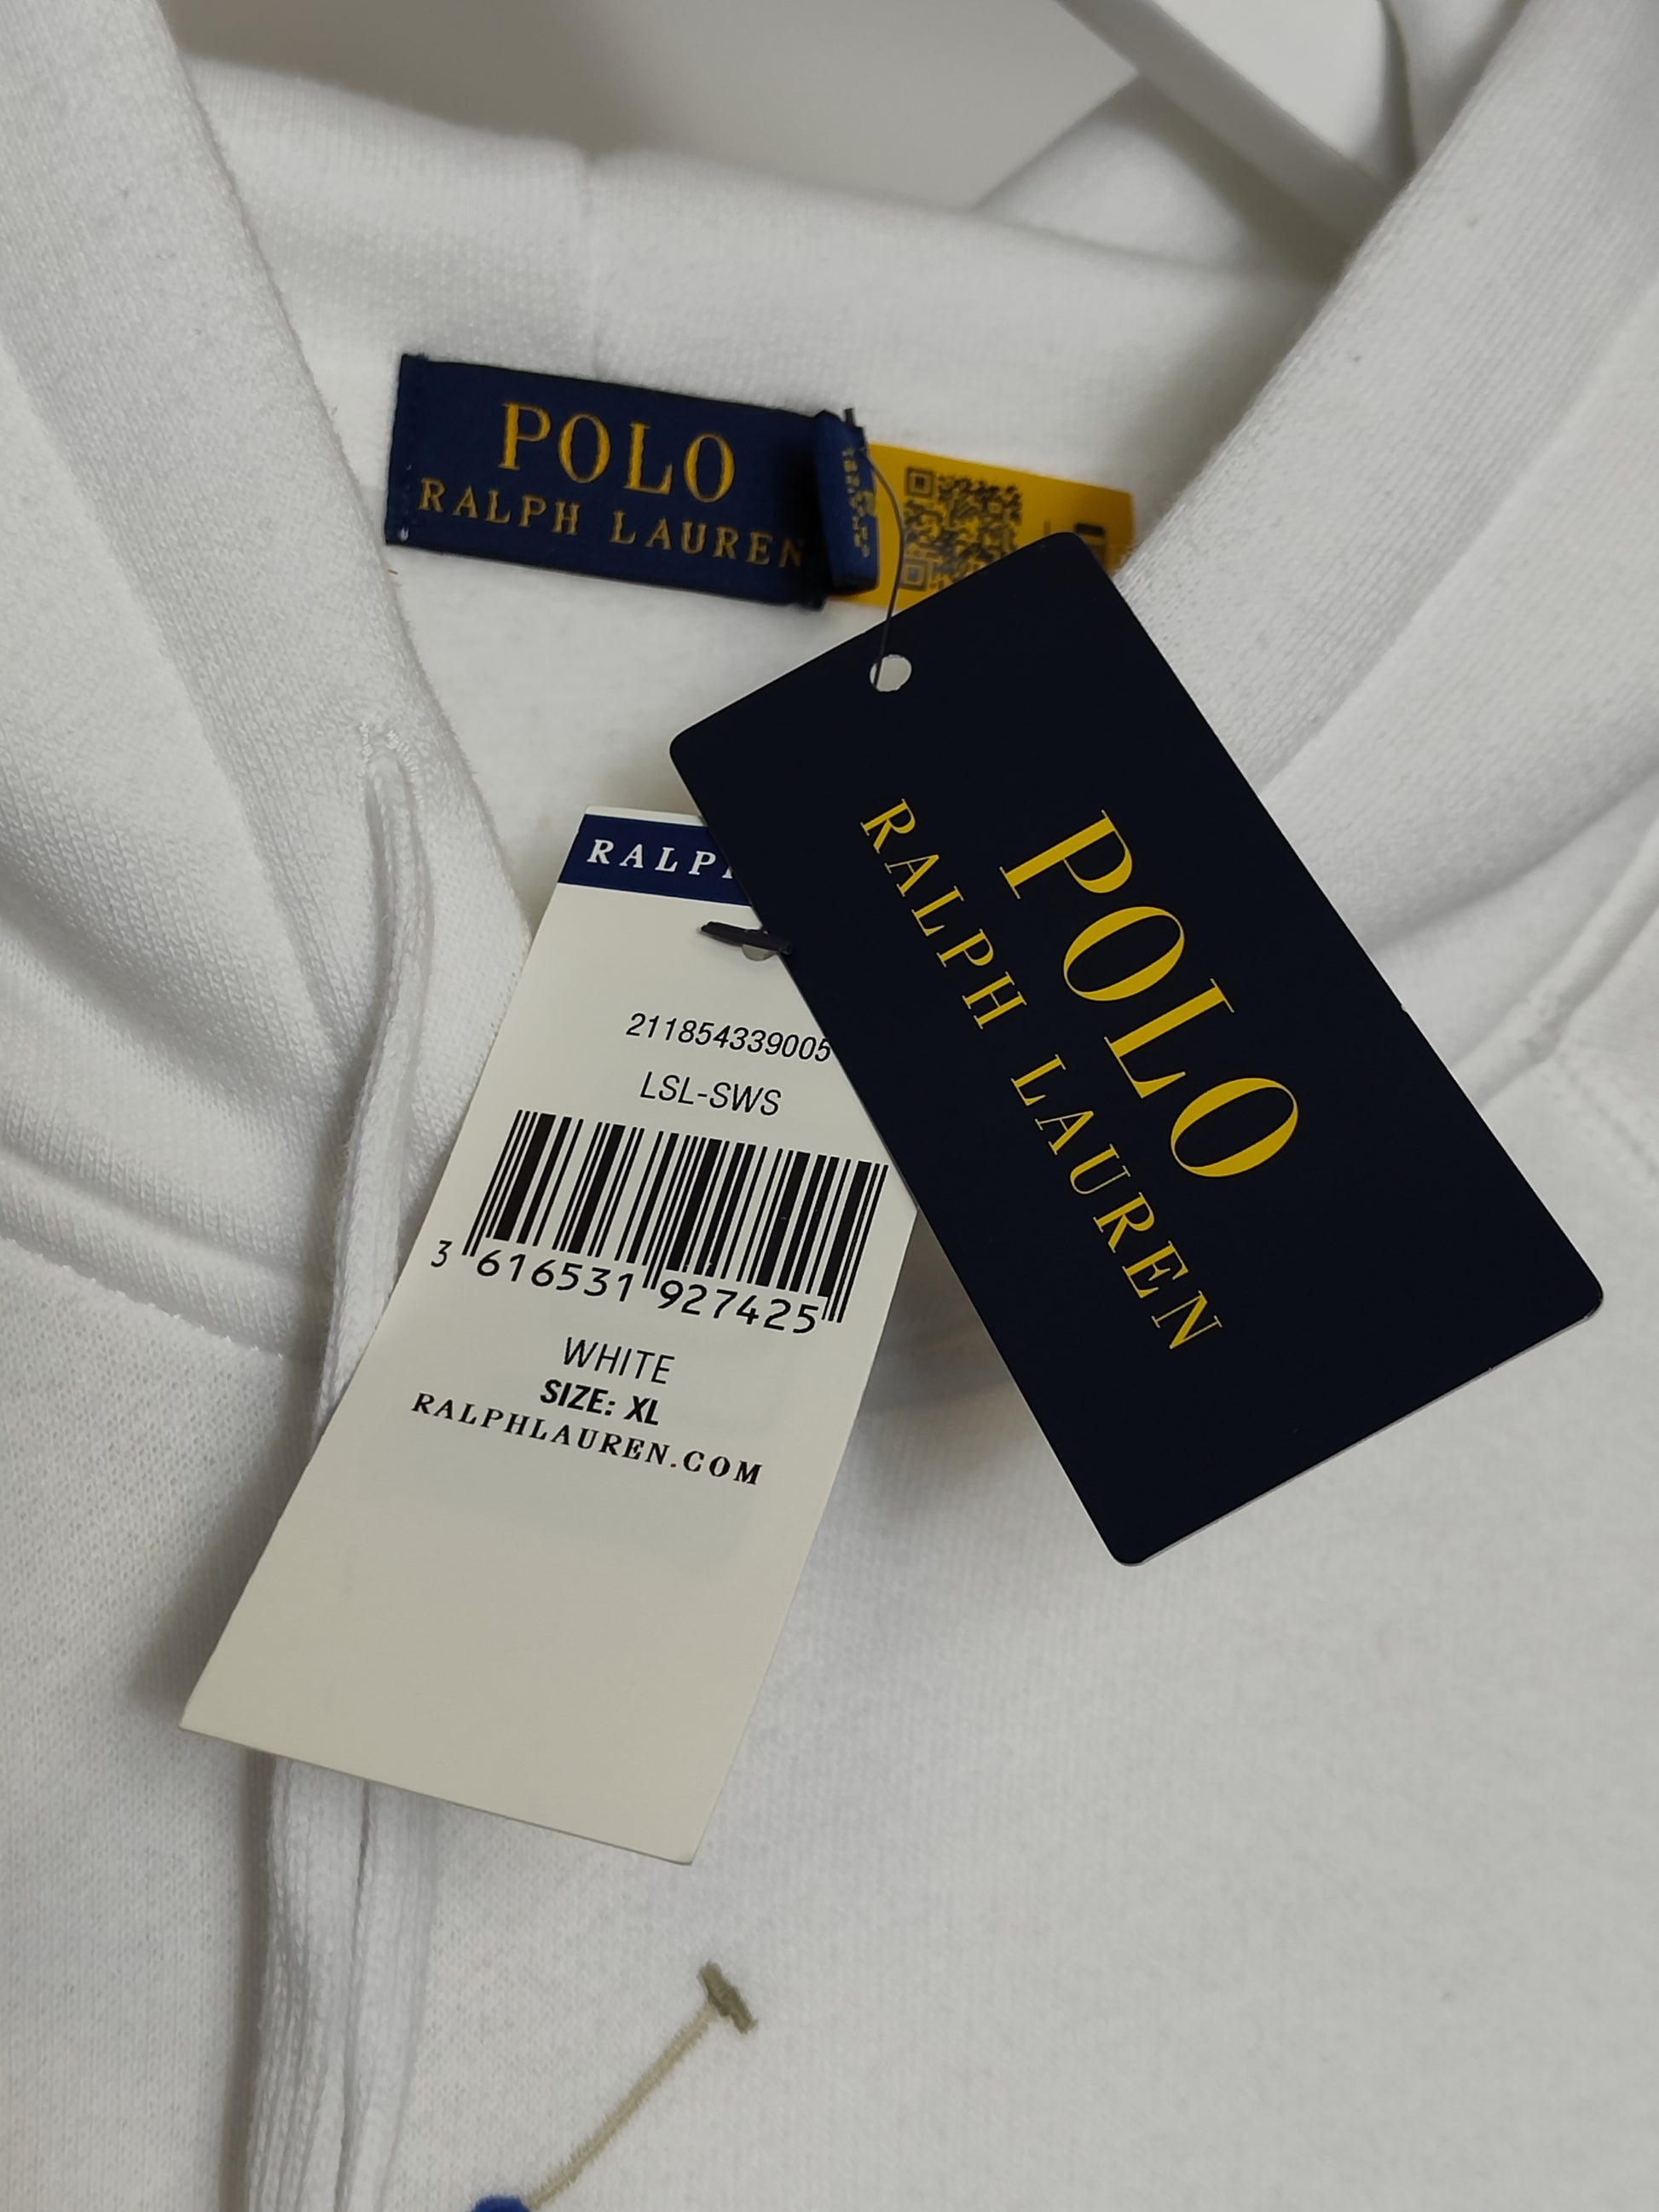 POLO
RALPH LAUREN
POLO
RALPH LAUREN
RALP
211854339005
LSL-SWS
3 616531 927425
WHITE
SIZE: XL
RALPHLAUREN.COM